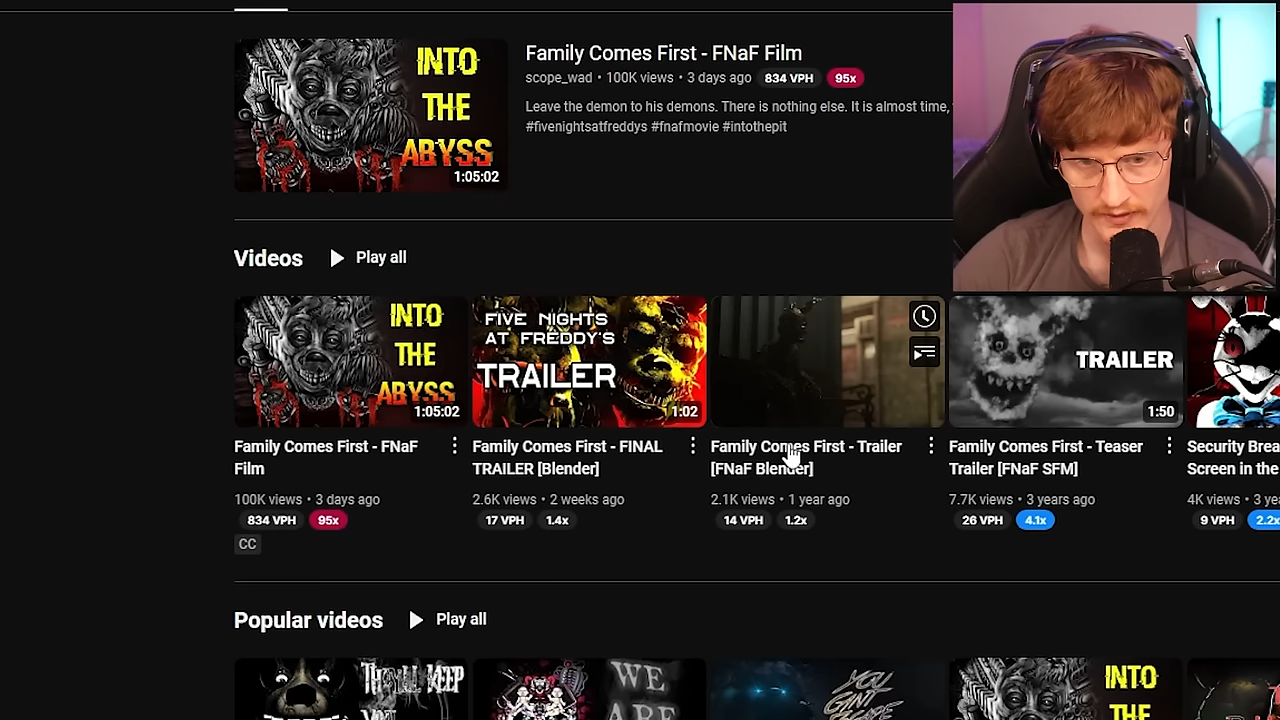 INTO
THE
ABYSS
1:05:02
Family Comes First - FNaF Film
scope_wad • 100K views • 3 days ago 834 VPH 95x
Leave the demon to his demons. There is nothing else. It is almost time,
#fivenightsatfreddys #fnafmovie #intothepit
Videos Play all
INTO
THE
ABYSS
1:05:02
Family Comes First - FNaF
Film
100K views • 3 days ago
834 VPH 95x
CC
FIVE NIGHTS
AT FREDDY'S
TRAILER
1:02
Family Comes First - FINAL
TRAILER [Blender]
2.6K views • 2 weeks ago
17 VPH 1.4x
Family Comes First - Trailer
[FNaF Blender]
2.1K views • 1 year ago
14 VPH 1.2x
TRAILER
1:50
Family Comes First - Teaser
Trailer [FNaF SFM]
7.7K views • 3 years ago
26 VPH 4.1x
Security Brea
Screen in the
4K views • 3 ye
9 VPH 2.2x
Popular videos Play all
WE
ARE
YOU
INTO
THE